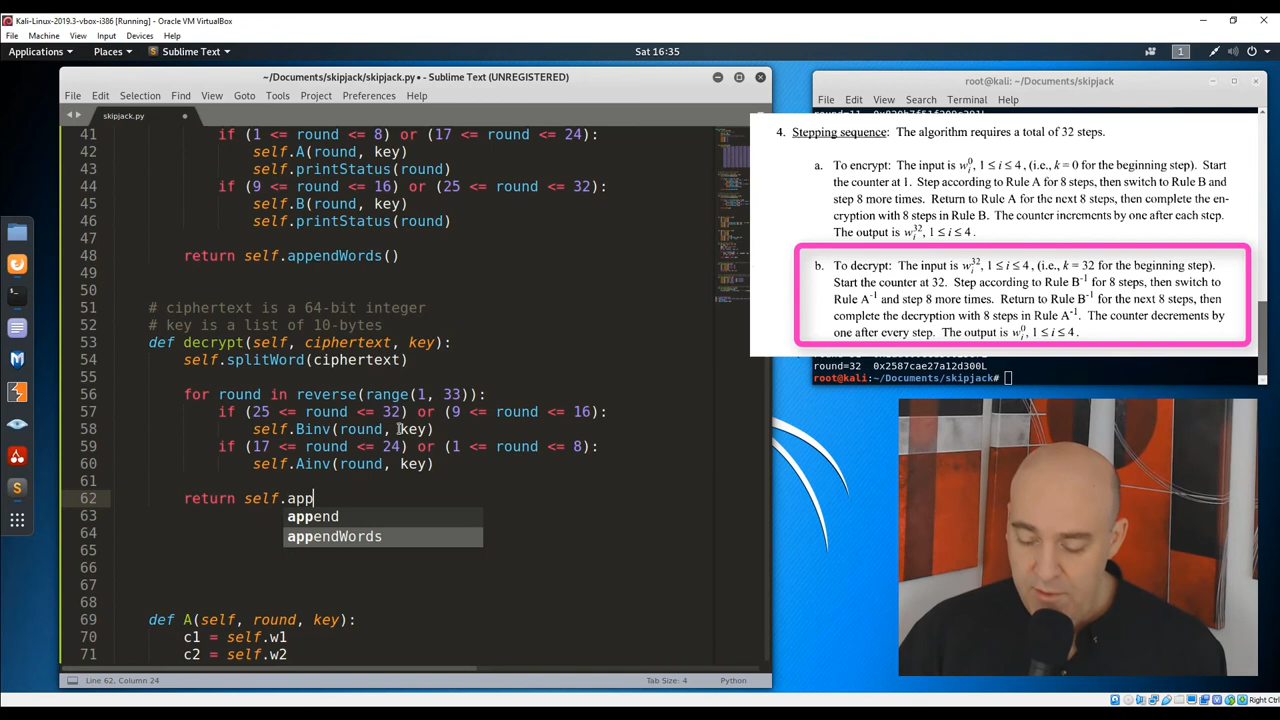 Kali-Linux-2019.3-vbox-i386 [Running] - Oracle VM VirtualBox
File Machine View Input Devices Help
Applications Places Sublime Text Sat 16:35 1
~/Documents/skipjack/skipjack.py • - Sublime Text (UNREGISTERED)
File Edit Selection Find View Goto Tools Project Preferences Help
skipjack.py
41 if (1 <= round <= 8) or (17 <= round <= 24):
42 self.A(round, key)
43 self.printStatus(round)
44 if (9 <= round <= 16) or (25 <= round <= 32):
45 self.B(round, key)
46 self.printStatus(round)
47
48 return self.appendWords()
49
50
51 # ciphertext is a 64-bit integer
52 # key is a list of 10-bytes
53 def decrypt(self, ciphertext, key):
54 self.splitWord(ciphertext)
55
56 for round in reverse(range(1, 33)):
57 if (25 <= round <= 32) or (9 <= round <= 16):
58 self.Binv(round, key)
59 if (17 <= round <= 24) or (1 <= round <= 8):
60 self.Ainv(round, key)
61
62 return self.app
append
appendWords
63
64
65
66
67
68
69 def A(self, round, key):
70 c1 = self.w1
71 c2 = self.w2
Line 62, Column 24 Tab Size: 4 Python
root@kali: ~/Documents/skipjack
File Edit View Search Terminal Help
4. Stepping sequence: The algorithm requires a total of 32 steps.
a. To encrypt: The input is w_i^0, 1 ≤ i ≤ 4, (i.e., k = 0 for the beginning step). Start
the counter at 1. Step according to Rule A for 8 steps, then switch to Rule B and
step 8 more times. Return to Rule A for the next 8 steps, then complete the en-
cryption with 8 steps in Rule B. The counter increments by one after each step.
The output is w_i^32, 1 ≤ i ≤ 4.
b. To decrypt: The input is w_i^32, 1 ≤ i ≤ 4, (i.e., k = 32 for the beginning step).
Start the counter at 32. Step according to Rule B^-1 for 8 steps, then switch to
Rule A^-1 and step 8 more times. Return to Rule B^-1 for the next 8 steps, then
complete the decryption with 8 steps in Rule A^-1. The counter decrements by
one after every step. The output is w_i^0, 1 ≤ i ≤ 4.
round=32 0x2587cae27a12d300L
root@kali:~/Documents/skipjack#
Right Ctrl